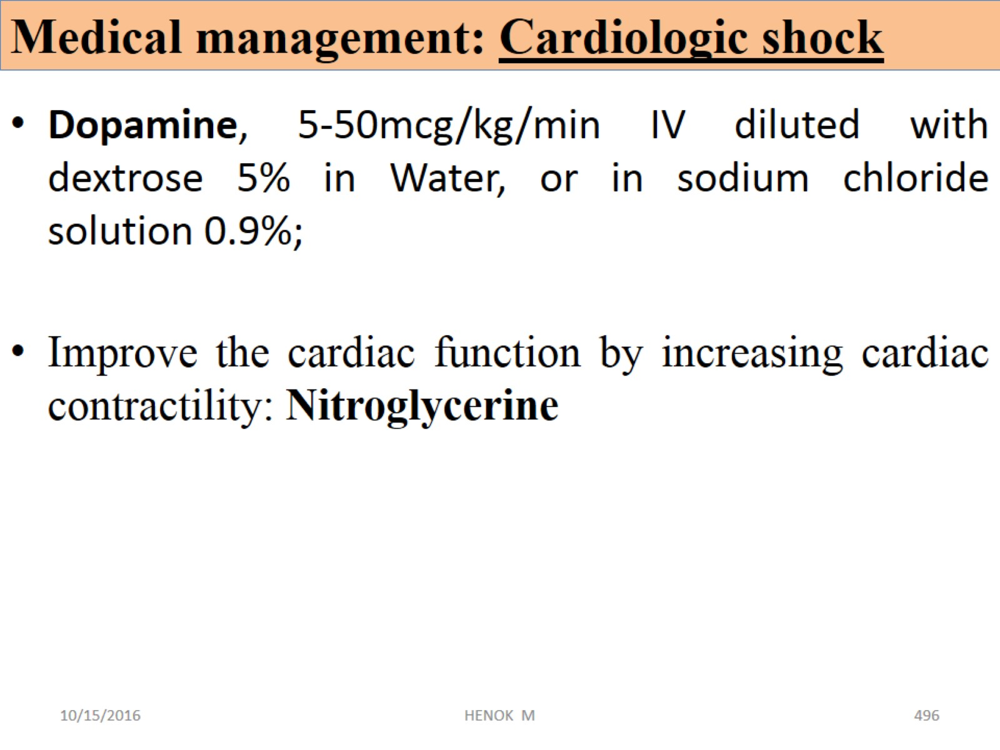 Medical management: Cardiologic shock
• Dopamine, 5-50mcg/kg/min IV diluted with
dextrose 5% in Water, or in sodium chloride
solution 0.9%;
• Improve the cardiac function by increasing cardiac
contractility: Nitroglycerine
10/15/2016 HENOK M 496